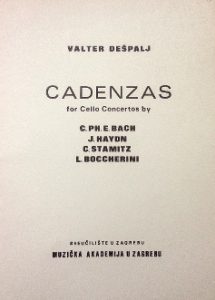 VALTER DEŠPALJ
CADENZAS
for Cello Concertos by
C. PH. E. BACH
J. HAYDN
C. STAMITZ
L. BOCCHERINI
SVEUČILIŠTE U ZAGREBU
MUZIČKA AKADEMIJA U ZAGREBU